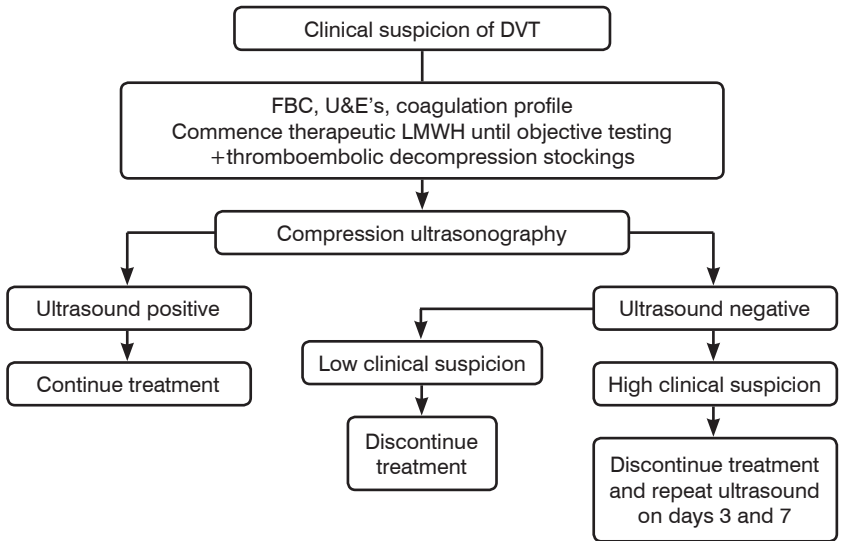 Clinical suspicion of DVT
FBC, U&E's, coagulation profile
Commence therapeutic LMWH until objective testing
+thromboembolic decompression stockings
Compression ultrasonography
Ultrasound positive
Ultrasound negative
Low clinical suspicion
Continue treatment
High clinical suspicion
Discontinue
treatment
Discontinue treatment
and repeat ultrasound
on days 3 and 7